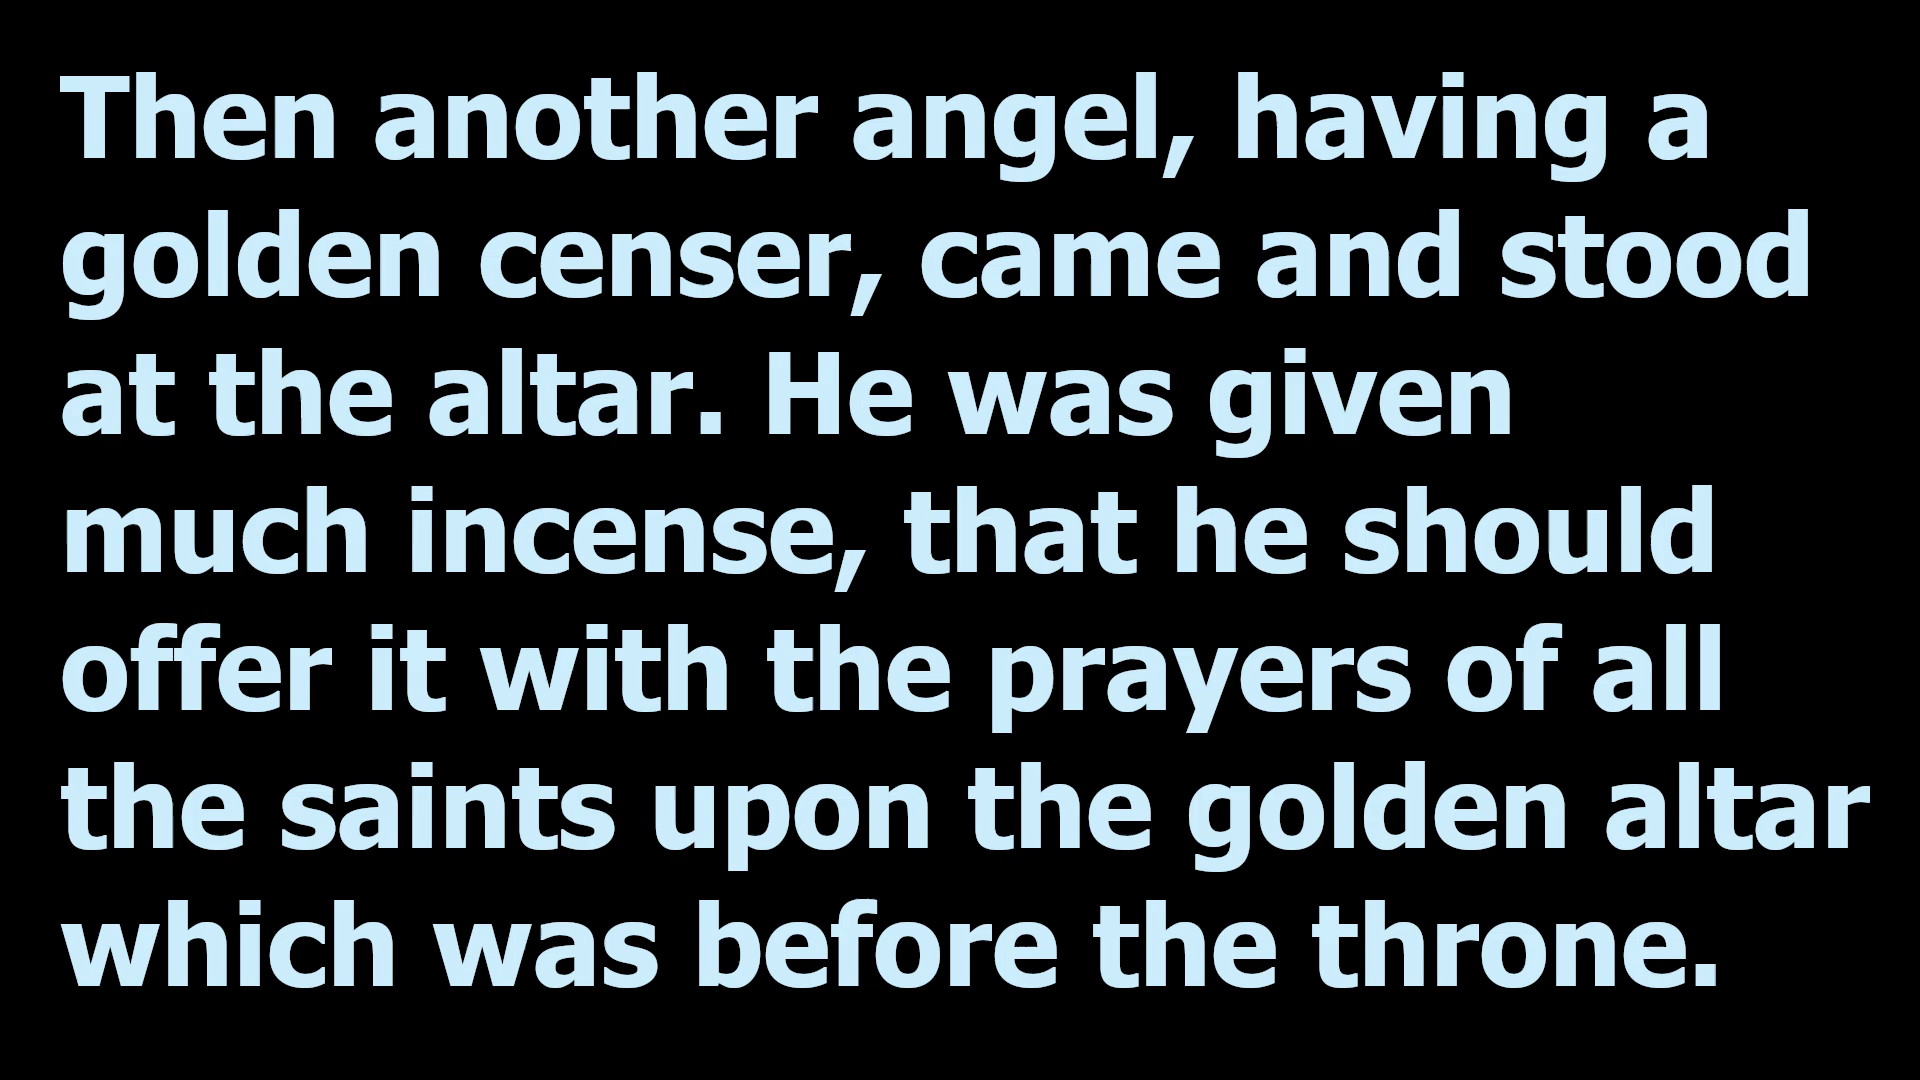 Then another angel, having a
golden censer, came and stood
at the altar. He was given
much incense, that he should
offer it with the prayers of all
the saints upon the golden altar
which was before the throne.